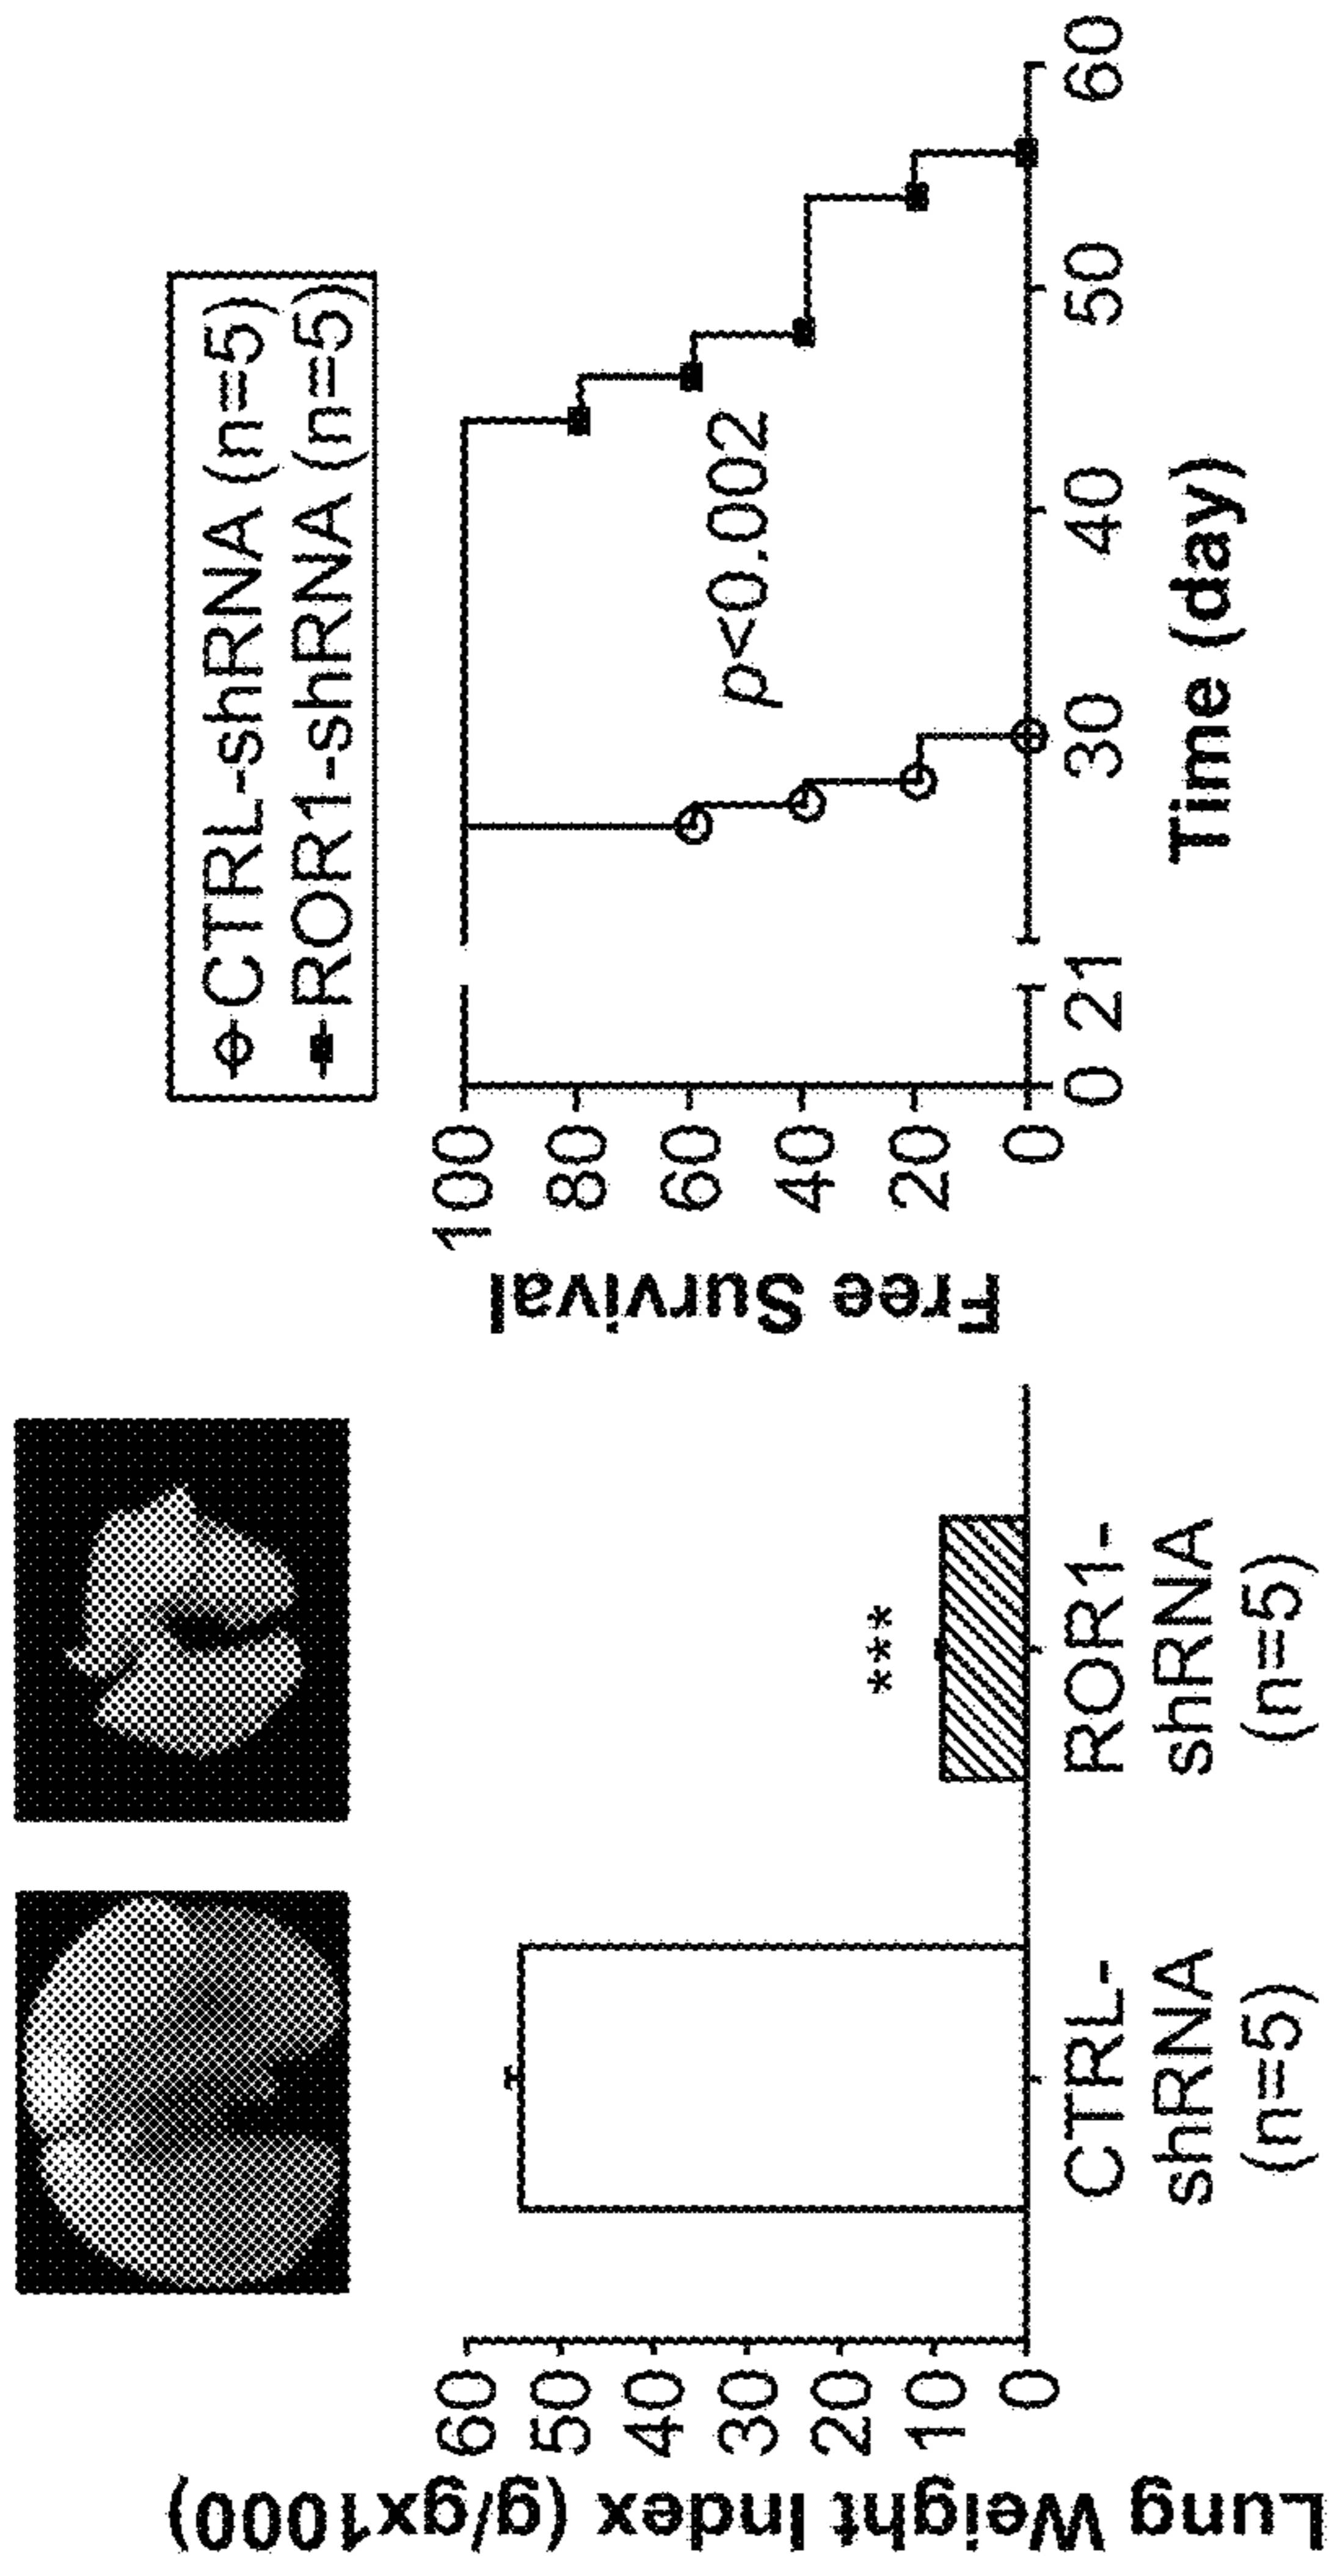 Lung Weight Index (g/gx1000)
60
50
40
30
20
10
0
***
CTRL-
shRNA
(n=5)
ROR1-
shRNA
(n=5)
CTRL-shRNA (n=5)
ROR1-shRNA (n=5)
Free Survival
100
80
60
40
20
0
p<0.002
0 21 30 40 50 60
Time (day)